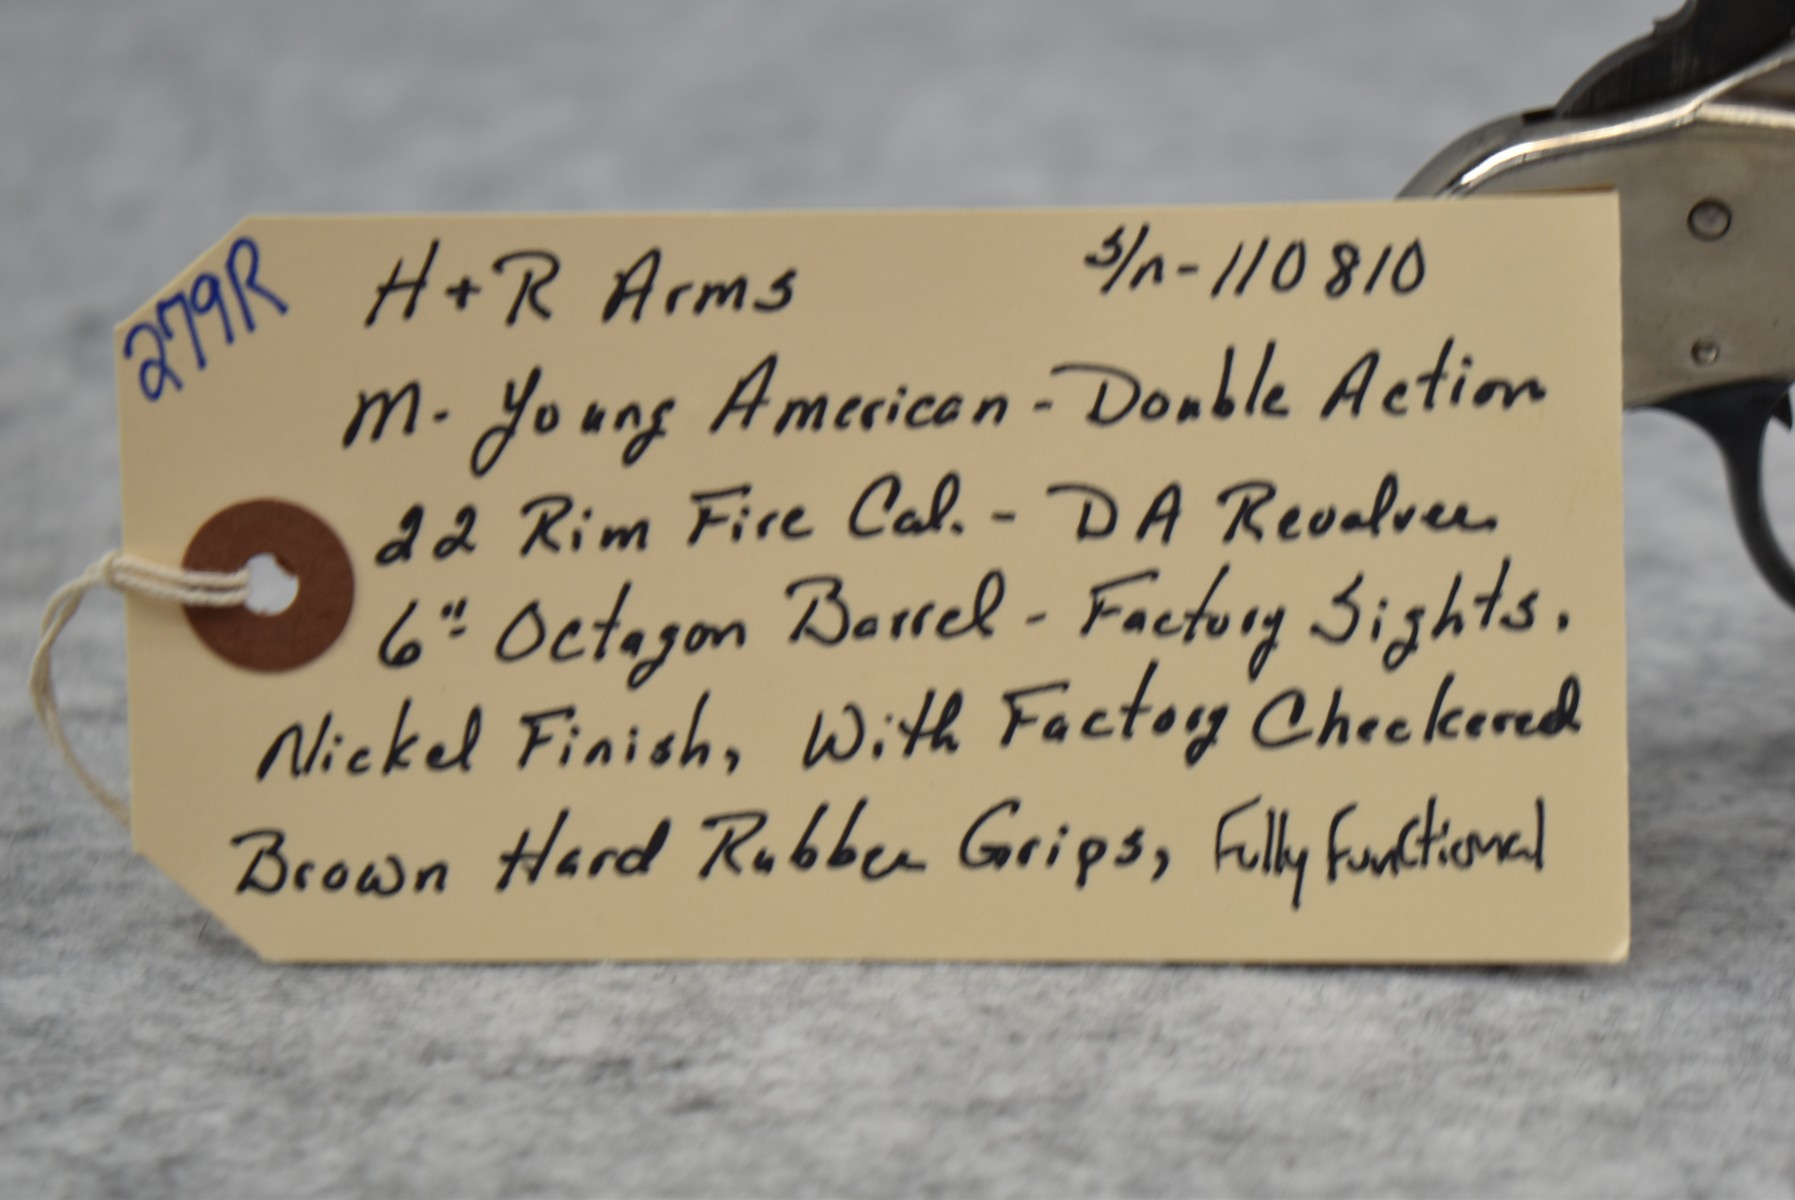 279R
H + R Arms s/n - 110810
M. Young American - Double Action
22 Rim Fire Cal. - DA Revolver
6" Octagon Barrel - Factory Sights.
Nickel Finish, With Factory Checkered
Brown Hard Rubber Grips, Fully Functional